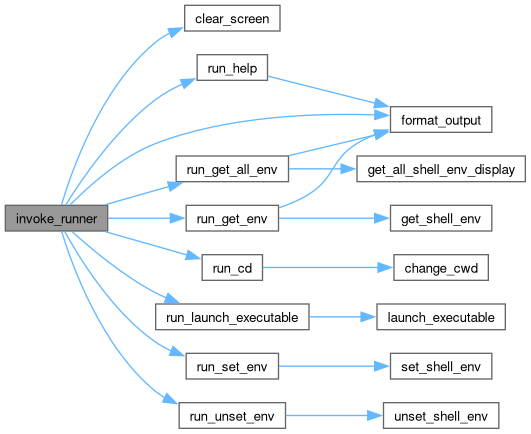 clear_screen
run_help
format_output
run_get_all_env
get_all_shell_env_display
invoke_runner
run_get_env
get_shell_env
run_cd
change_cwd
run_launch_executable
launch_executable
run_set_env
set_shell_env
run_unset_env
unset_shell_env